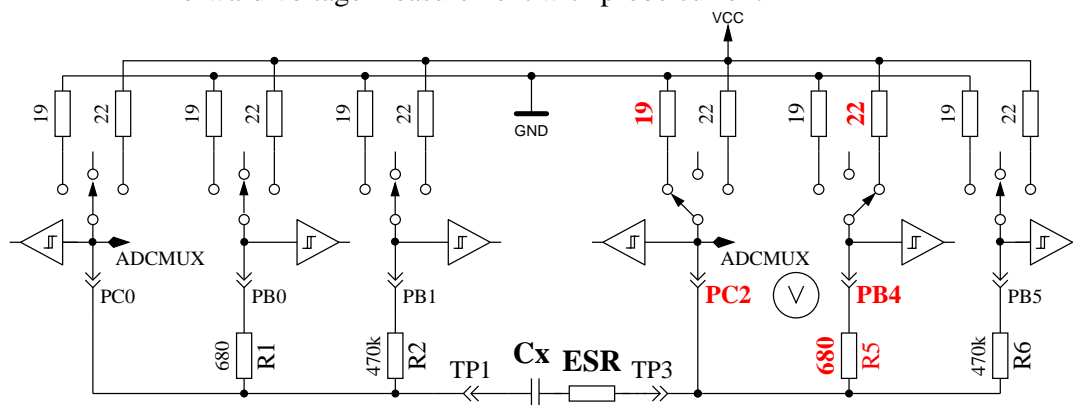 VCC
19 22 19 22 19 22 19 22 19 22 19 22
GND
ADCMUX ADCMUX
PC0 PB0 PB1 PC2 V PB4 PB5
680 R1 470k R2 680 R5 470k R6
TP1 Cx ESR TP3